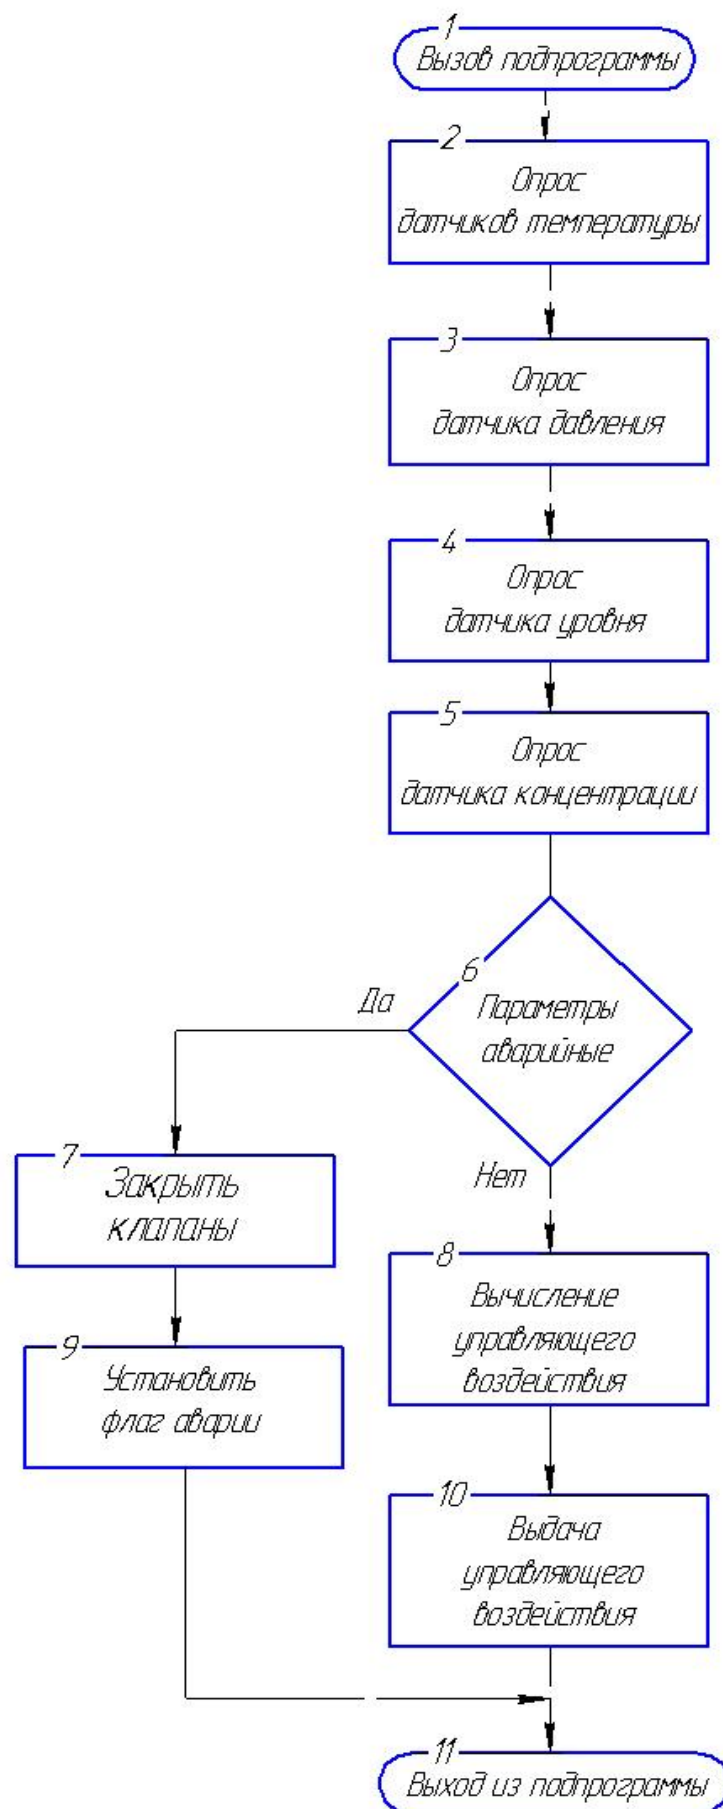 1
Вызов подпрограммы
2
Опрос
датчиков температуры
3
Опрос
датчика давления
4
Опрос
датчика уровня
5
Опрос
датчика концентрации
6
Параметры
аварийные
Да
Нет
7
Закрыть
клапаны
8
Вычисление
управляющего
воздействия
9
Установить
флаг аварии
10
Выдача
управляющего
воздействия
11
Выход из подпрограммы